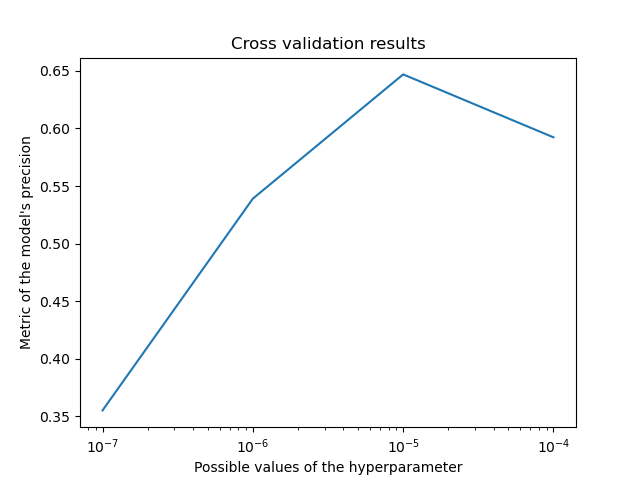 Cross validation results
Metric of the model's precision
0.65
0.60
0.55
0.50
0.45
0.40
0.35
10⁻⁷ 10⁻⁶ 10⁻⁵ 10⁻⁴
Possible values of the hyperparameter